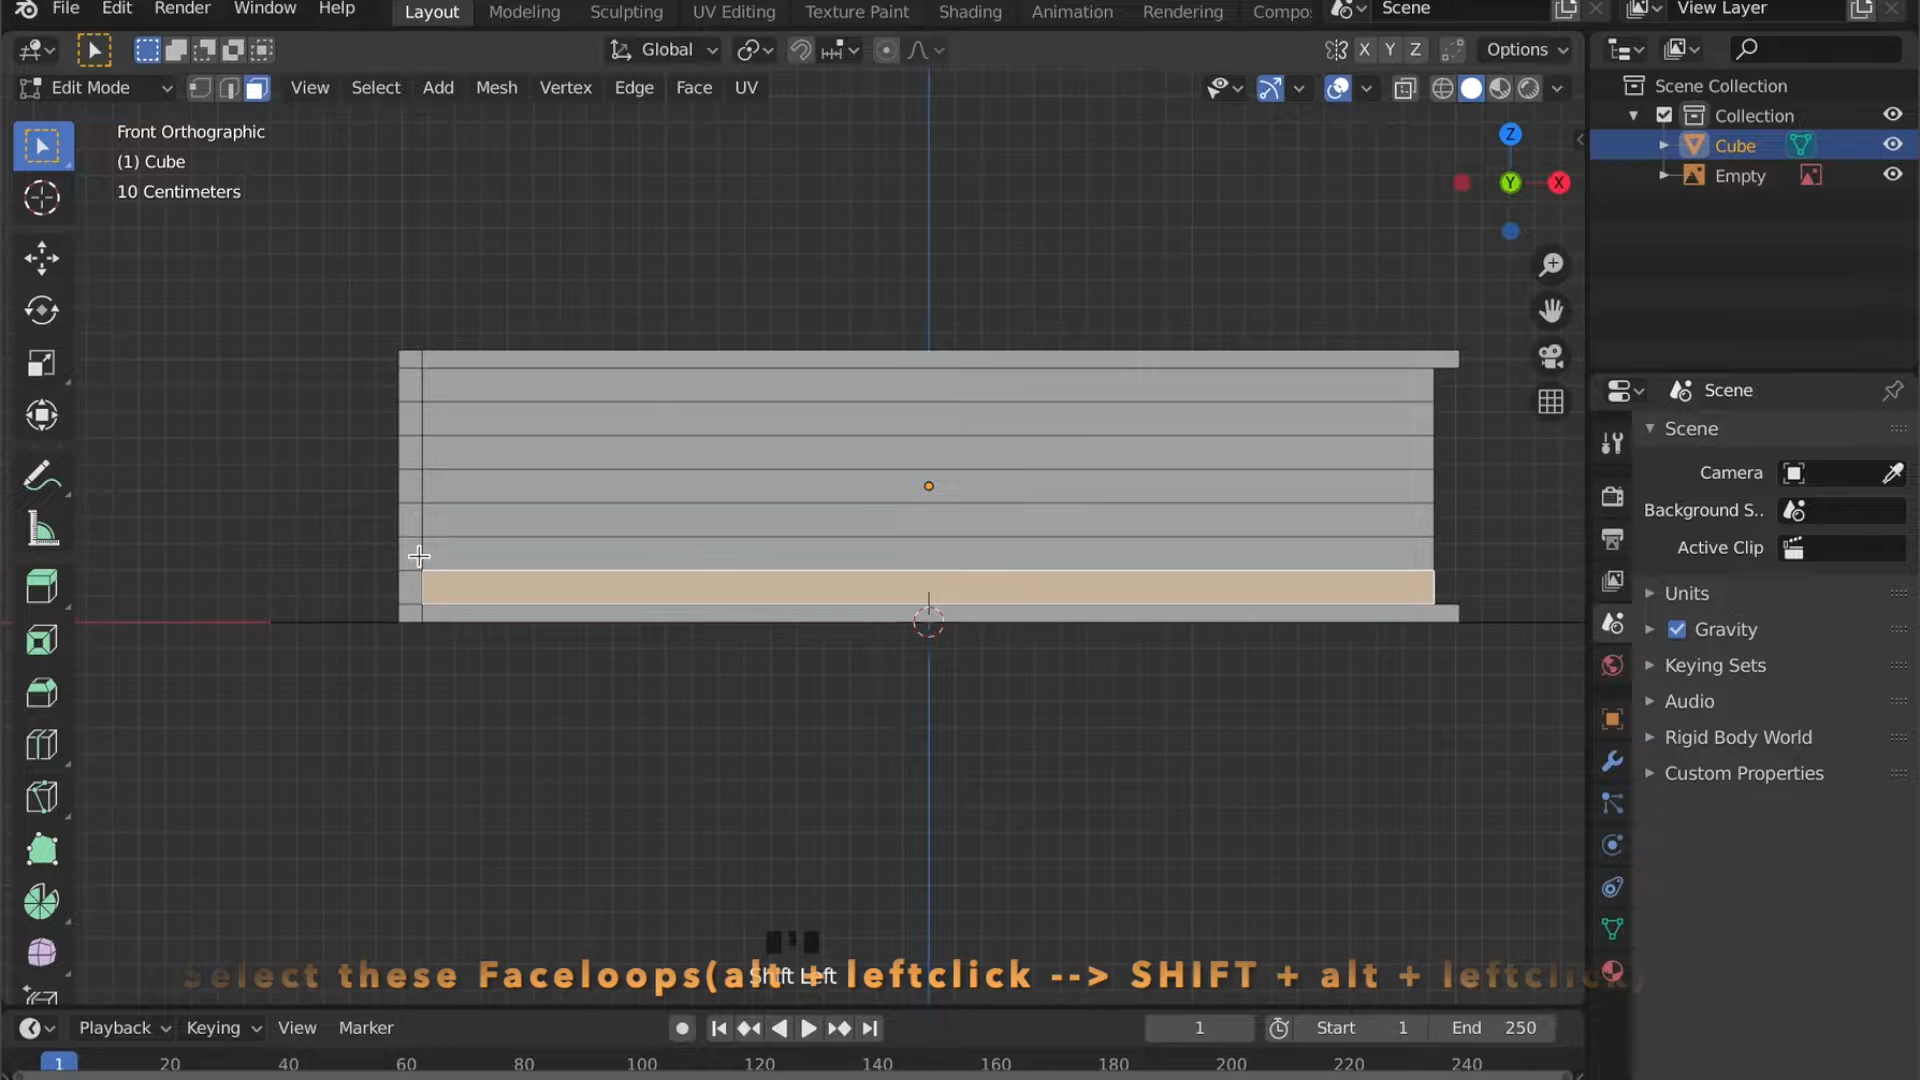 File Edit Render Window Help Layout Modeling Sculpting UV Editing Texture Paint Shading Animation Rendering Compo Scene View Layer
Global X Y Z Options
Edit Mode View Select Add Mesh Vertex Edge Face UV
Scene Collection
Collection
Cube
Empty
Front Orthographic
(1) Cube
10 Centimeters
Z
Y
X
Scene
Scene
Camera
Background S..
Active Clip
Units
Gravity
Keying Sets
Audio
Rigid Body World
Custom Properties
Select these Faceloops(alt + leftclick --> SHIFT + alt + leftclick)
Shift Left
Playback Keying View Marker 1 Start 1 End 250
1 20 40 60 80 100 120 140 160 180 200 220 240